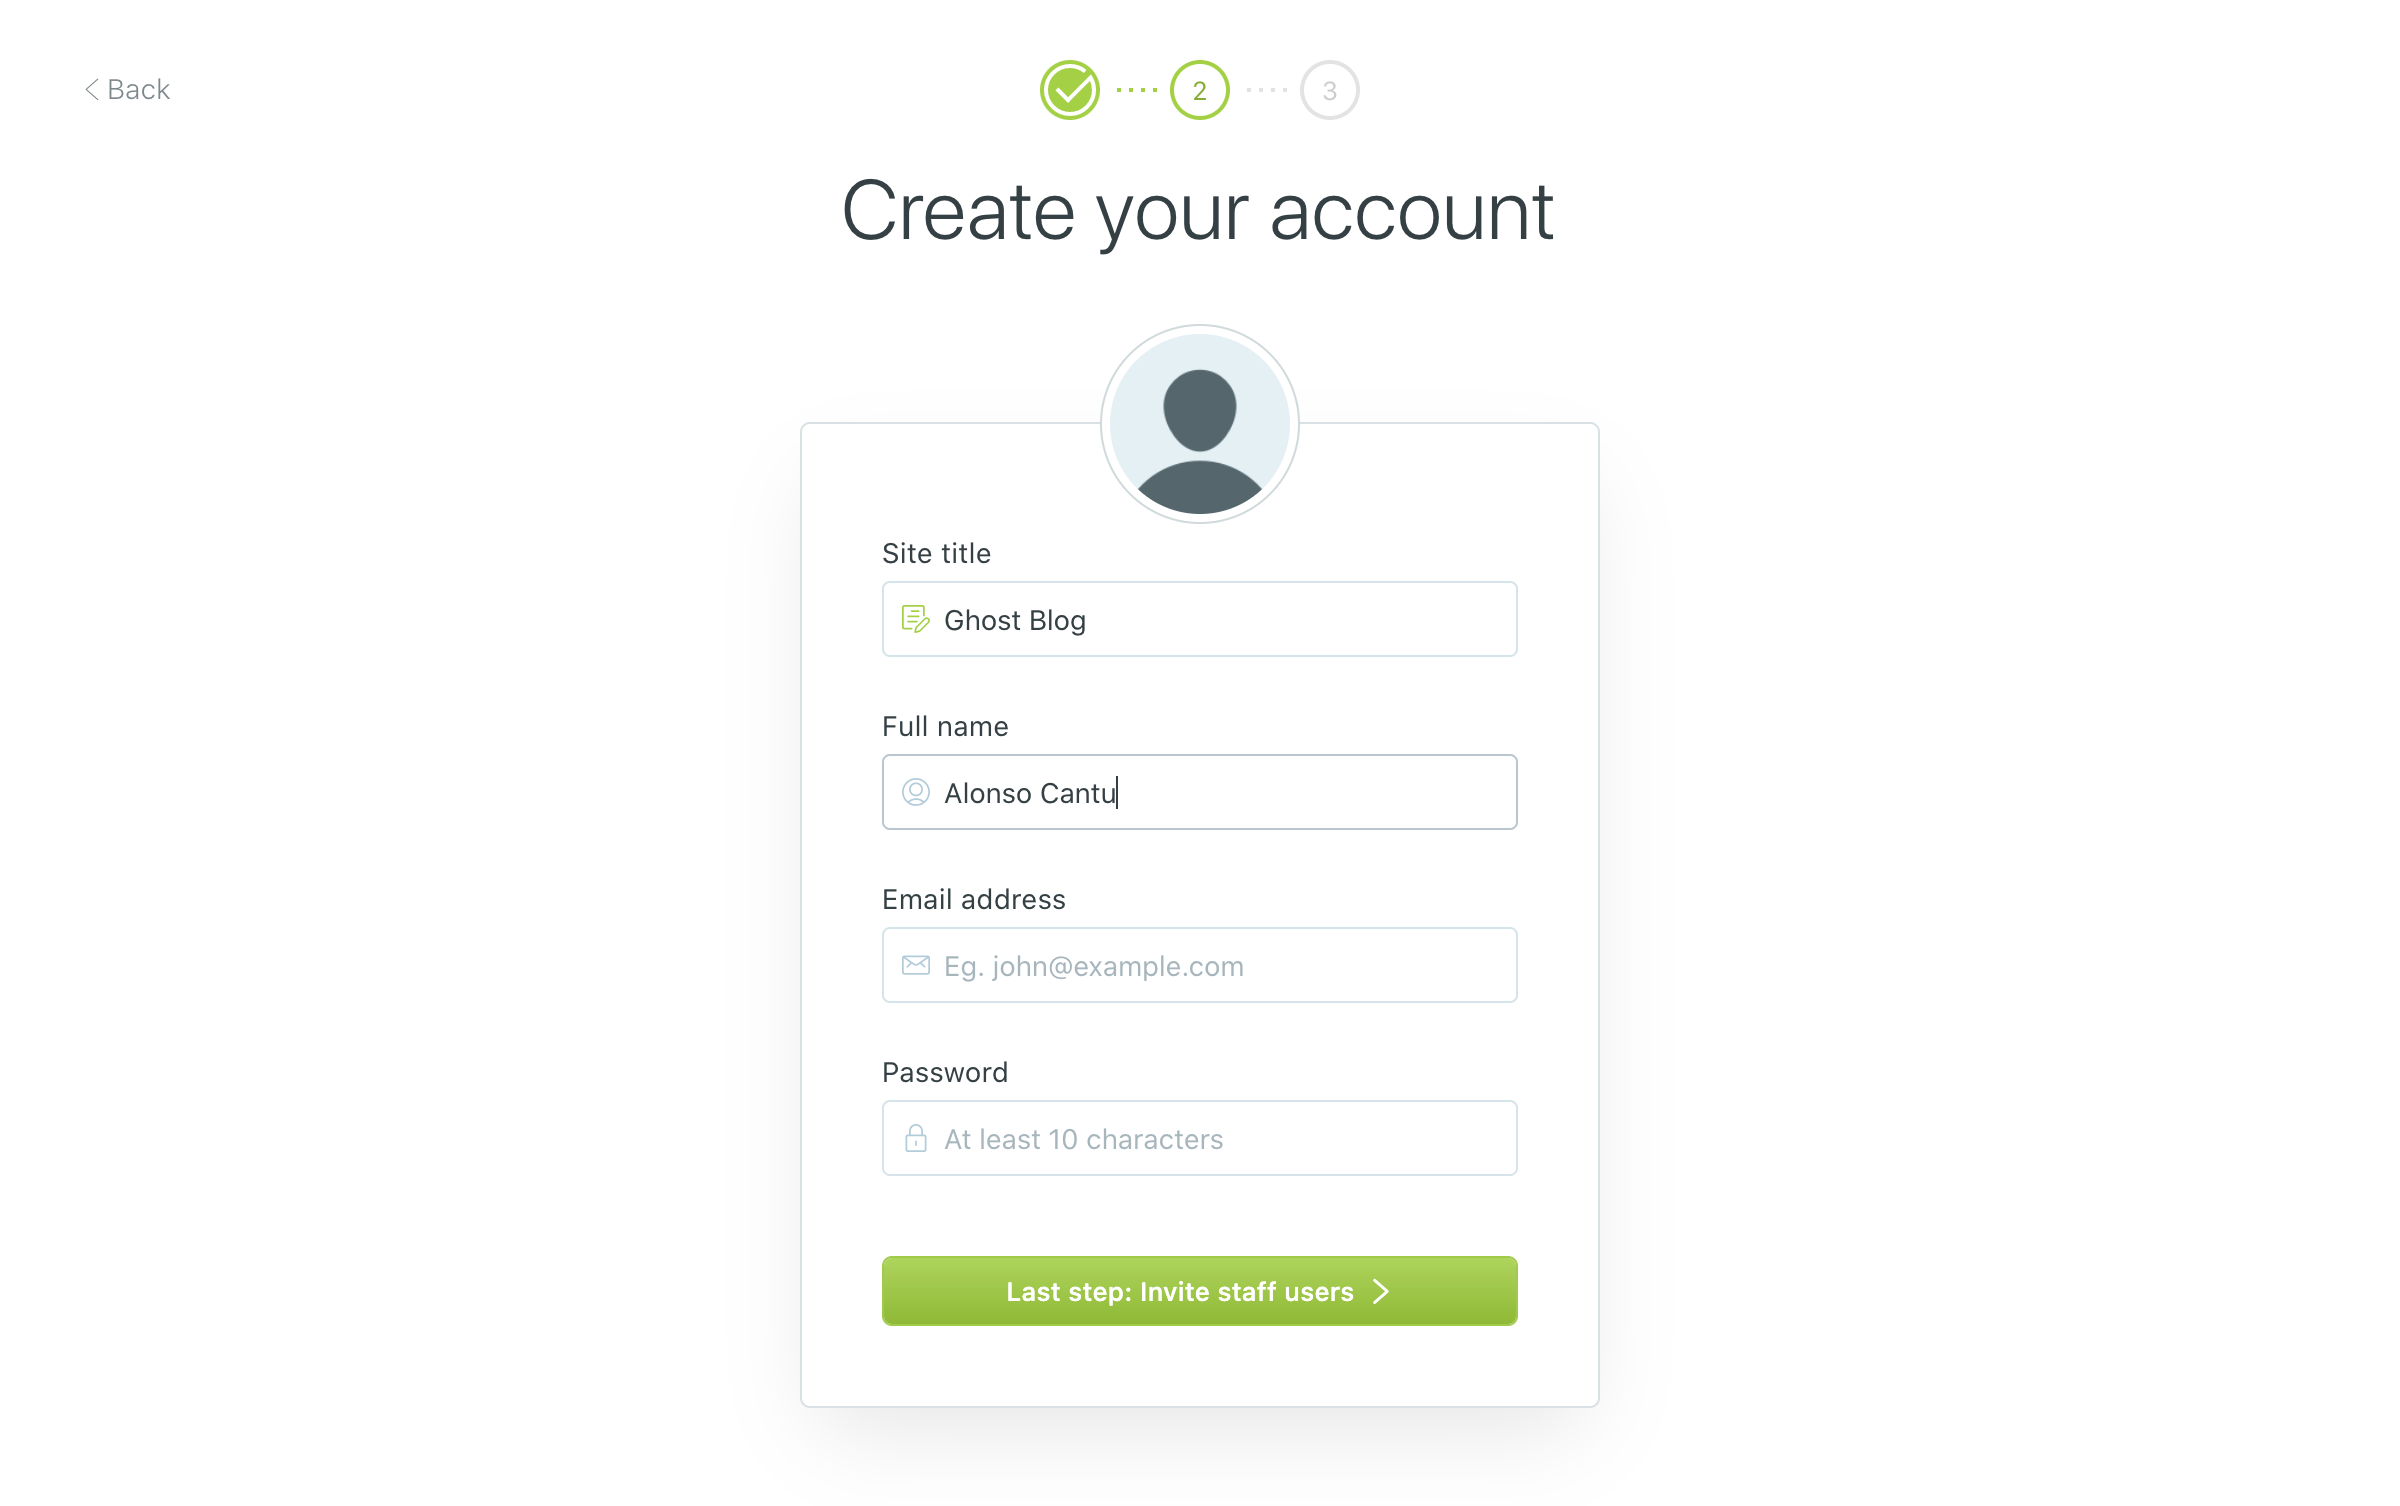 Back
2
3
Create your account
Site title
Ghost Blog
Full name
Alonso Cantu
Email address
Eg. john@example.com
Password
At least 10 characters
Last step: Invite staff users